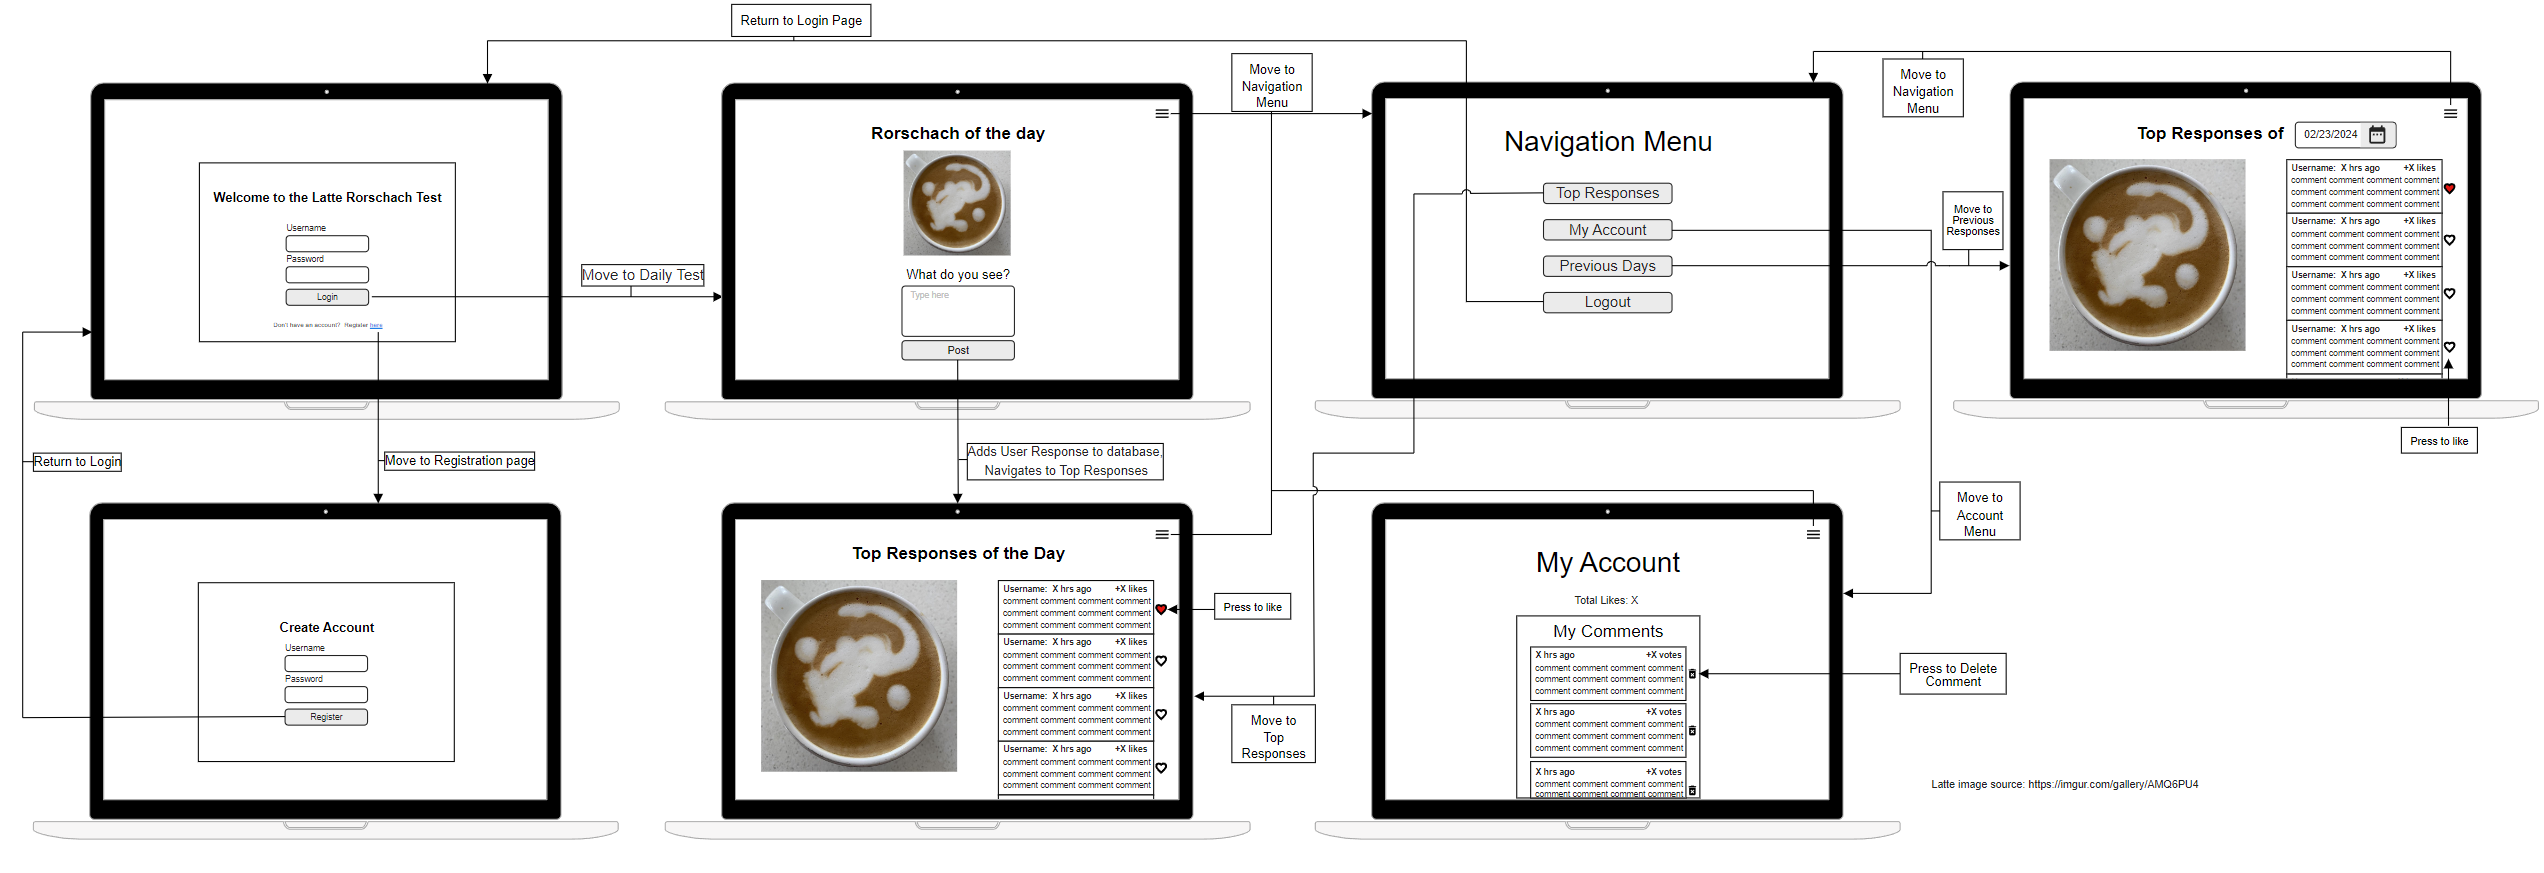 Return to Login Page
Move to
Navigation
Menu
Move to
Navigation
Menu
Welcome to the Latte Rorschach Test
Username
Password
Login
Don't have an account? Register here
Move to Daily Test
Rorschach of the day
What do you see?
Type here
Post
Navigation Menu
Top Responses
My Account
Previous Days
Logout
Move to
Previous
Responses
Top Responses of
02/23/2024
Username: X hrs ago +X likes
comment comment comment comment
comment comment comment comment
comment comment comment comment
Username: X hrs ago +X likes
comment comment comment comment
comment comment comment comment
comment comment comment comment
Username: X hrs ago +X likes
comment comment comment comment
comment comment comment comment
comment comment comment comment
Username: X hrs ago +X likes
comment comment comment comment
comment comment comment comment
comment comment comment comment
Press to like
Return to Login
Move to Registration page
Adds User Response to database,
Navigates to Top Responses
Move to
Account
Menu
Create Account
Username
Password
Register
Top Responses of the Day
Username: X hrs ago +X likes
comment comment comment comment
comment comment comment comment
comment comment comment comment
Username: X hrs ago +X likes
comment comment comment comment
comment comment comment comment
comment comment comment comment
Username: X hrs ago +X likes
comment comment comment comment
comment comment comment comment
comment comment comment comment
Username: X hrs ago +X likes
comment comment comment comment
comment comment comment comment
comment comment comment comment
Press to like
Move to
Top
Responses
My Account
Total Likes: X
My Comments
X hrs ago +X votes
comment comment comment comment
comment comment comment comment
comment comment comment comment
X hrs ago +X votes
comment comment comment comment
comment comment comment comment
comment comment comment comment
X hrs ago +X votes
comment comment comment comment
comment comment comment comment
Press to Delete
Comment
Latte image source: https://imgur.com/gallery/AMQ6PU4